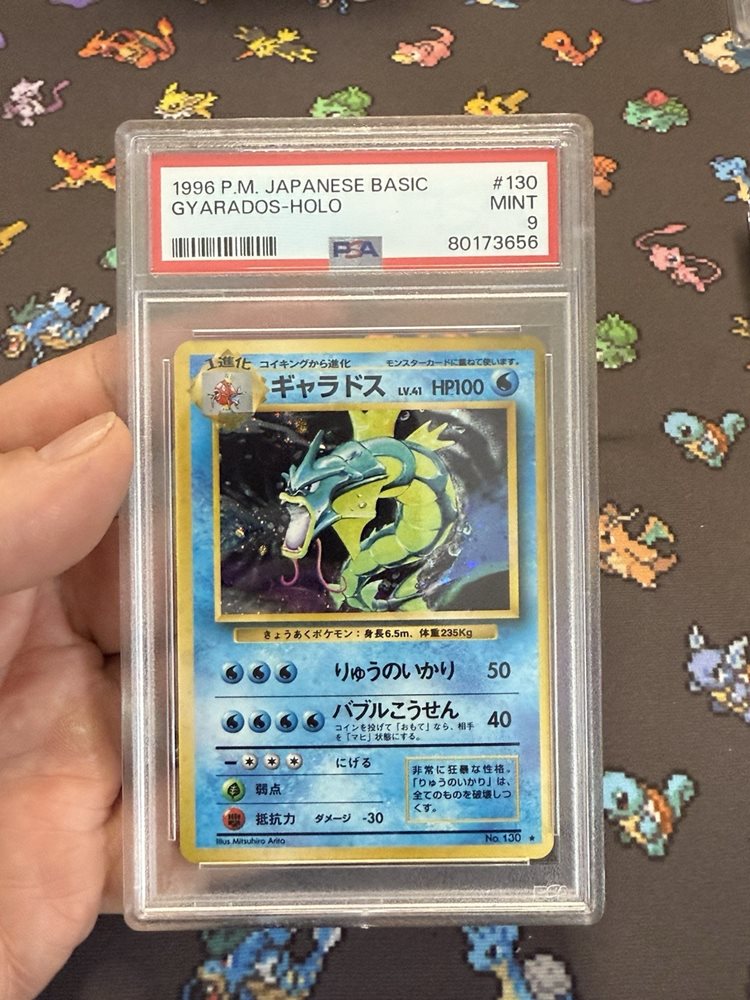 1996 P.M. JAPANESE BASIC #130
GYARADOS-HOLO MINT
9
PSA 80173656
1進化 コイキングから進化 モンスターカードに重ねて使います。
ギャラドス LV.41 HP100
きょうあくポケモン：身長6.5m、体重235Kg
りゅうのいかり 50
バブルこうせん 40
コインを投げて「おもて」なら、相手
を「マヒ」状態にする。
にげる
弱点
抵抗力 ダメージ -30
非常に狂暴な性格。
「りゅうのいかり」は、
全てのものを破壊しつ
くす。
Illus. Mitsuhiro Arita No. 130 ★